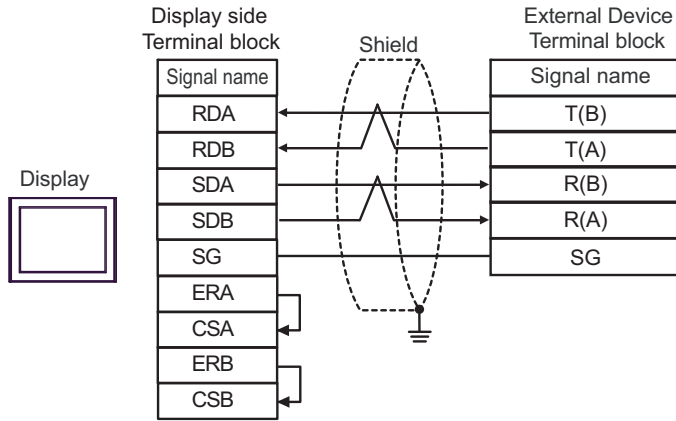 Display side
Terminal block
Shield
External Device
Terminal block
Signal name
Signal name
RDA
T(B)
RDB
T(A)
Display
SDA
R(B)
SDB
R(A)
SG
SG
ERA
CSA
ERB
CSB